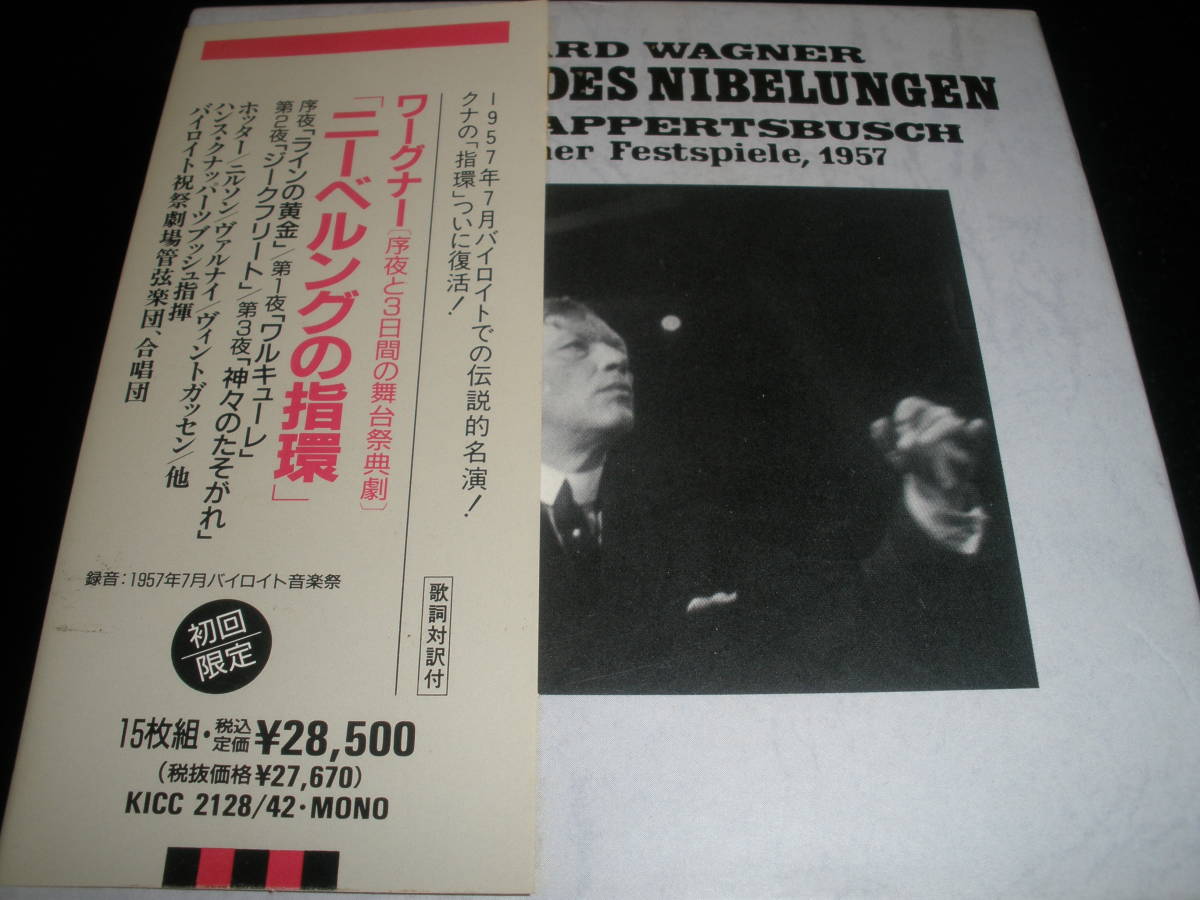 ARD WAGNER
DES NIBELUNGEN
APPERTSBUSCH
ner Festspiele, 1957
1957年7月バイロイトでの伝説的名演!
クナの「指環」ついに復活!
歌詞対訳付
ワーグナー〔序夜と3日間の舞台祭典劇〕
「ニーベルングの指環」
序夜「ラインの黄金」/第1夜「ワルキューレ」
第2夜「ジークフリート」/第3夜「神々のたそがれ」
ホッター/ニルソン/ヴァルナイ/ヴィントガッセン/他
ハンス・クナッパーツブッシュ指揮
バイロイト祝祭劇場管弦楽団、合唱団
録音:1957年7月バイロイト音楽祭
初回
限定
15枚組・税込定価¥28,500
(税抜価格¥27,670)
KICC 2128/42・MONO